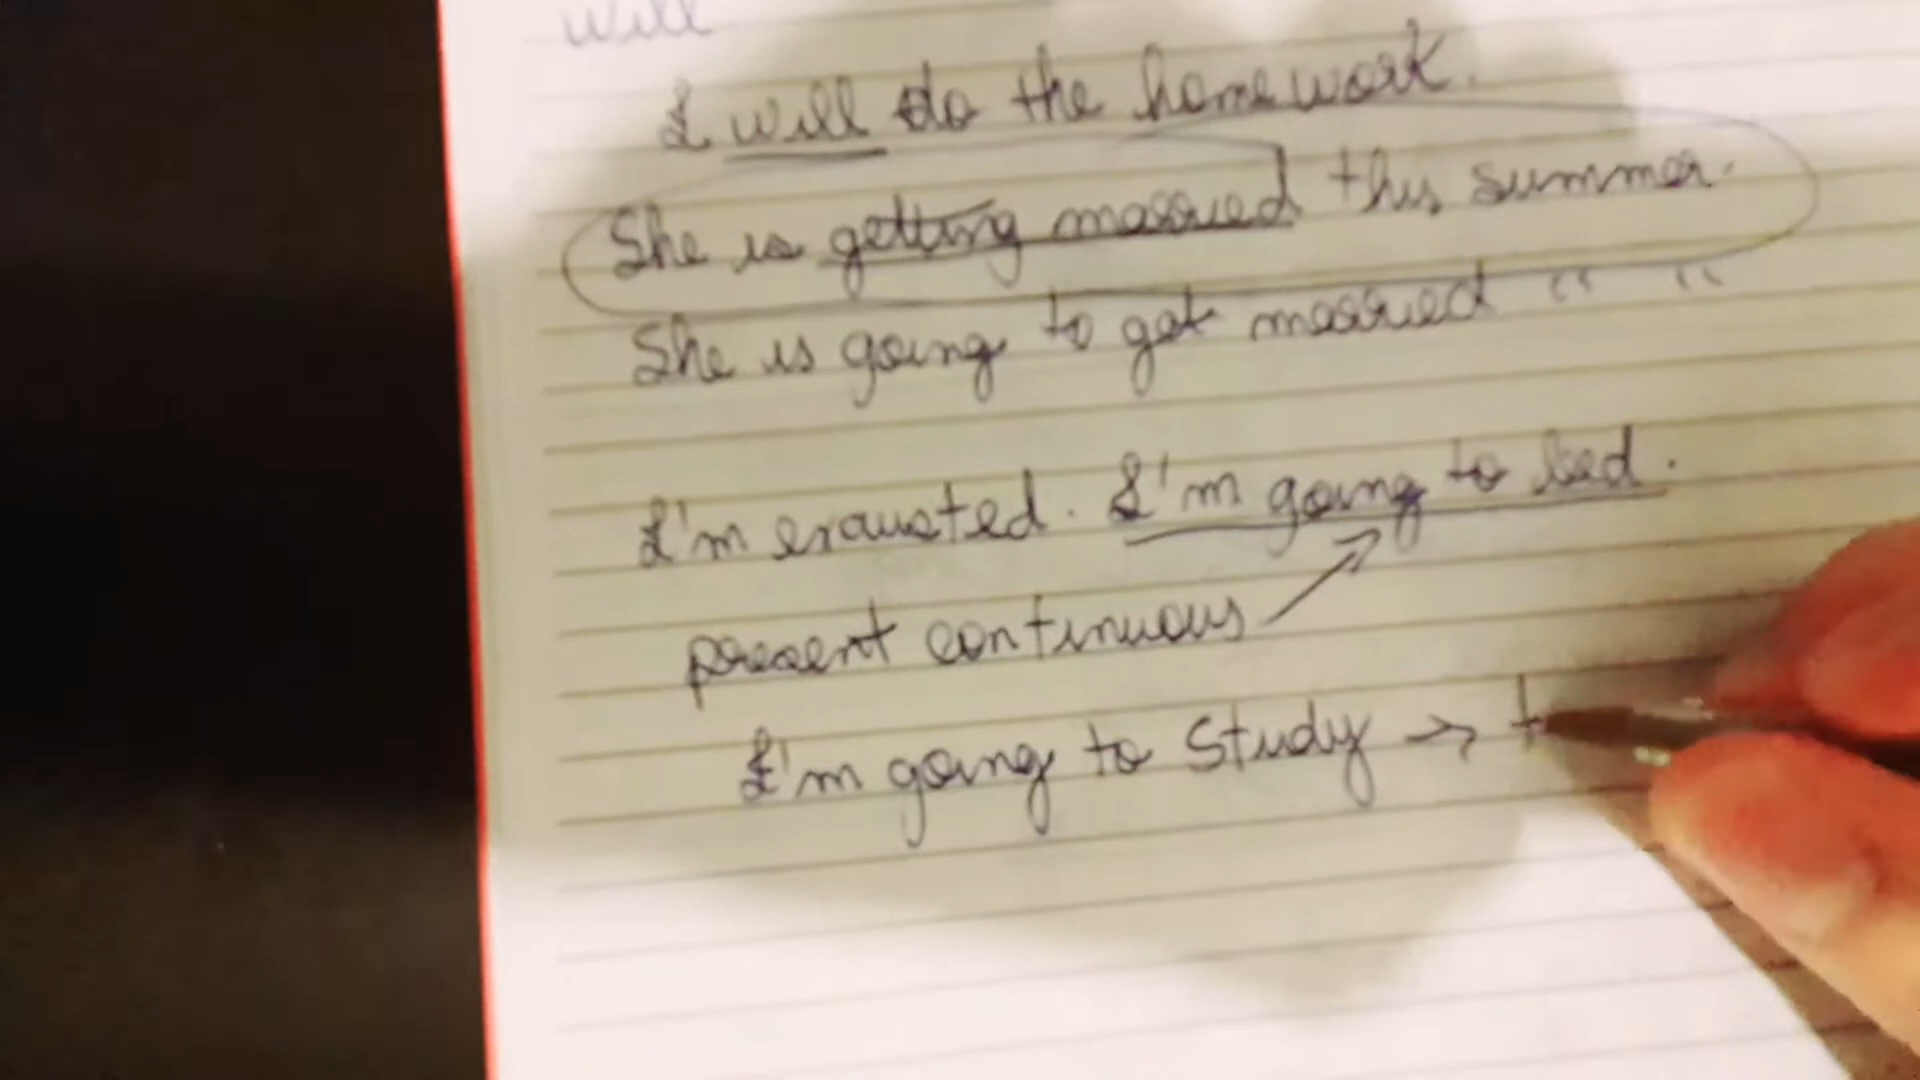 will
I will do the homework.
She is getting married this summer.
She is going to get married " "
I'm exausted. I'm going to bed.
present continuous
I'm going to study → t